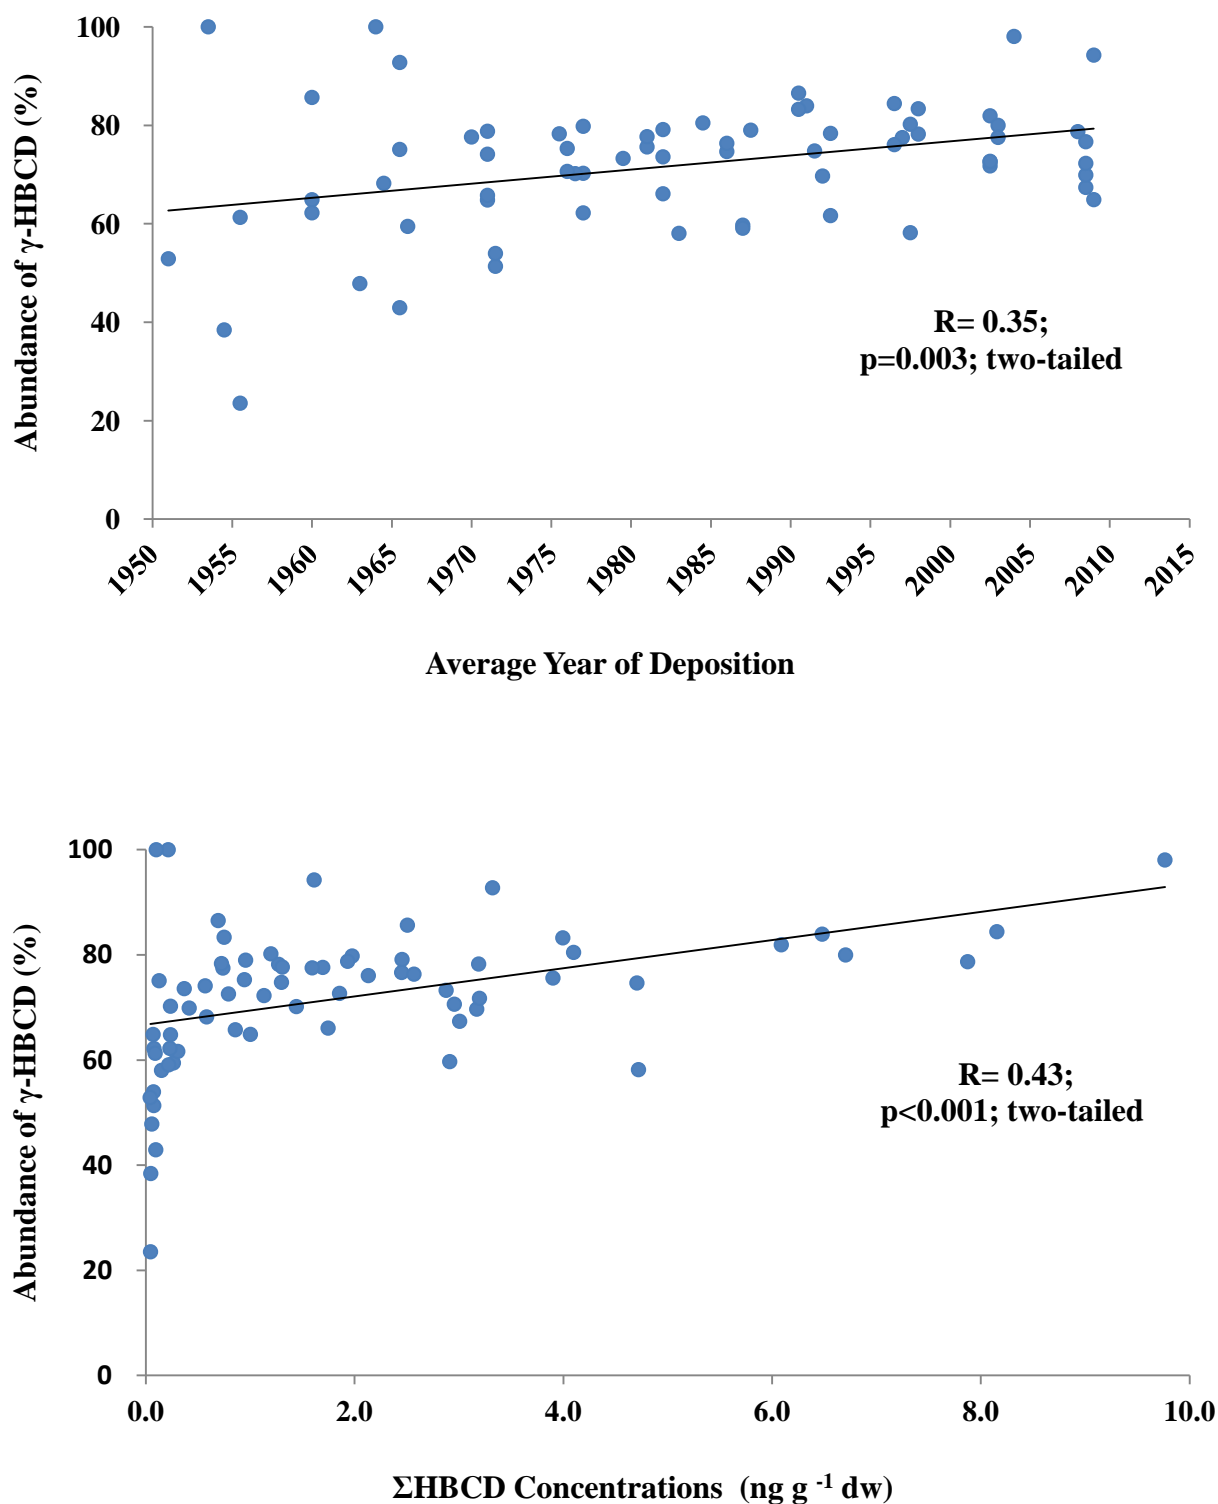 Abundance of γ-HBCD (%)
100
80
60
40
20
0
R= 0.35;
p=0.003; two-tailed
1950 1955 1960 1965 1970 1975 1980 1985 1990 1995 2000 2005 2010 2015
Average Year of Deposition
Abundance of γ-HBCD (%)
100
80
60
40
20
0
R= 0.43;
p<0.001; two-tailed
0.0 2.0 4.0 6.0 8.0 10.0
ΣHBCD Concentrations (ng g -1 dw)